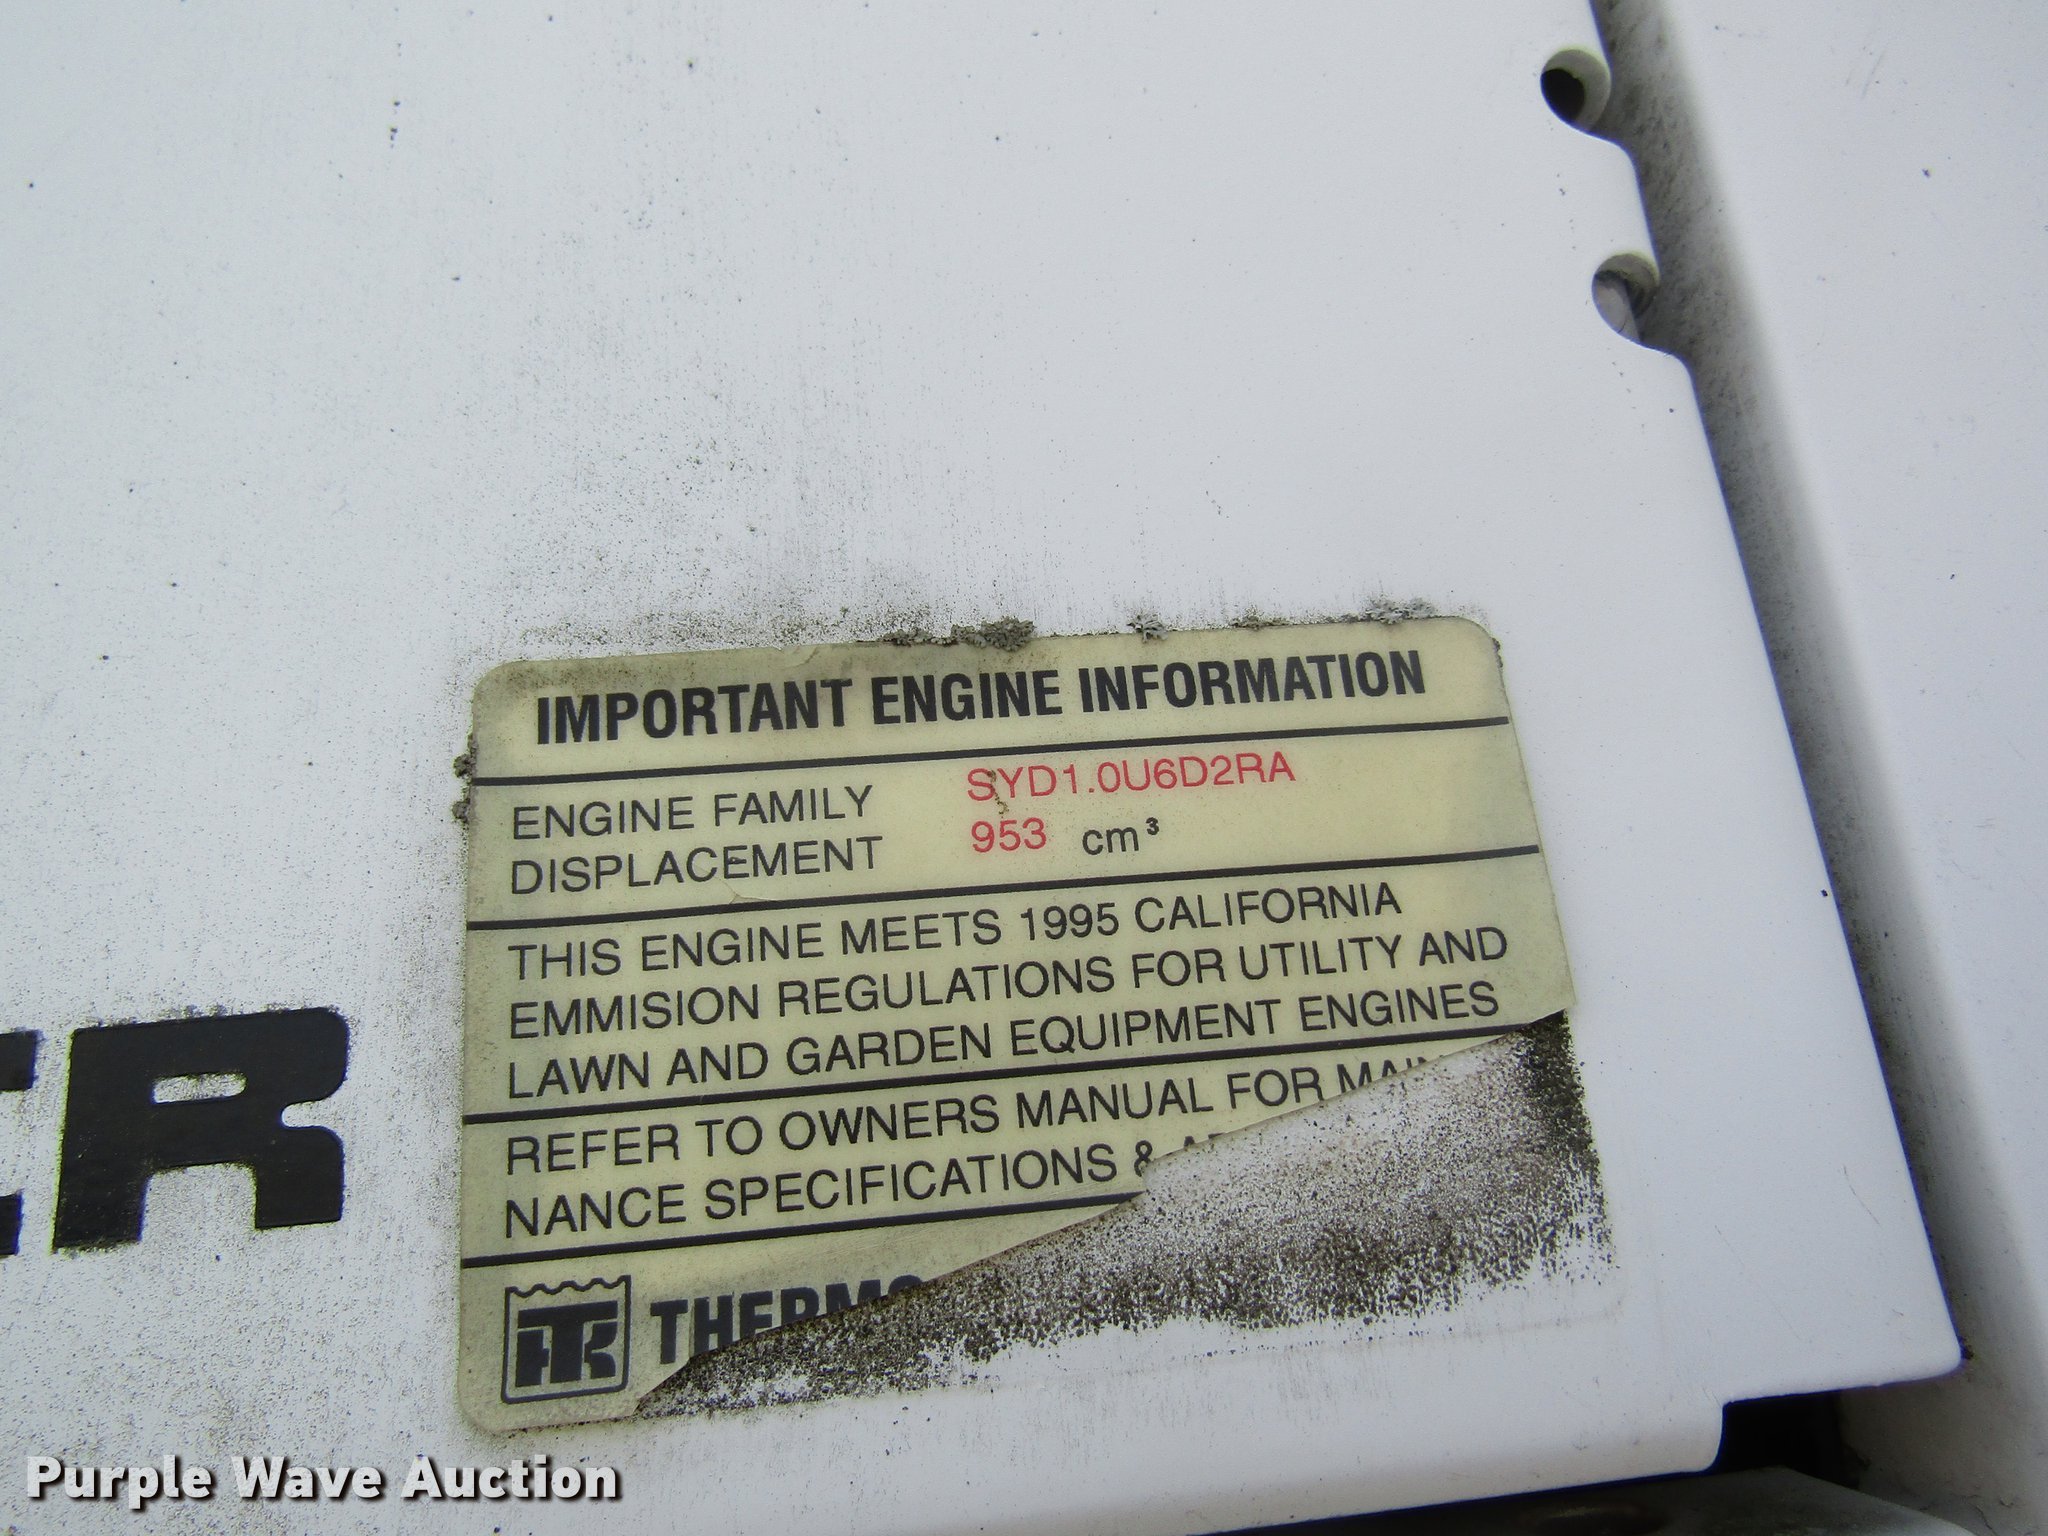 IMPORTANT ENGINE INFORMATION
ENGINE FAMILY SYD1.0U6D2RA
DISPLACEMENT 953 cm³
THIS ENGINE MEETS 1995 CALIFORNIA
EMMISION REGULATIONS FOR UTILITY AND
LAWN AND GARDEN EQUIPMENT ENGINES
REFER TO OWNERS MANUAL FOR
NANCE SPECIFICATIONS &
ER
TK
Purple Wave Auction